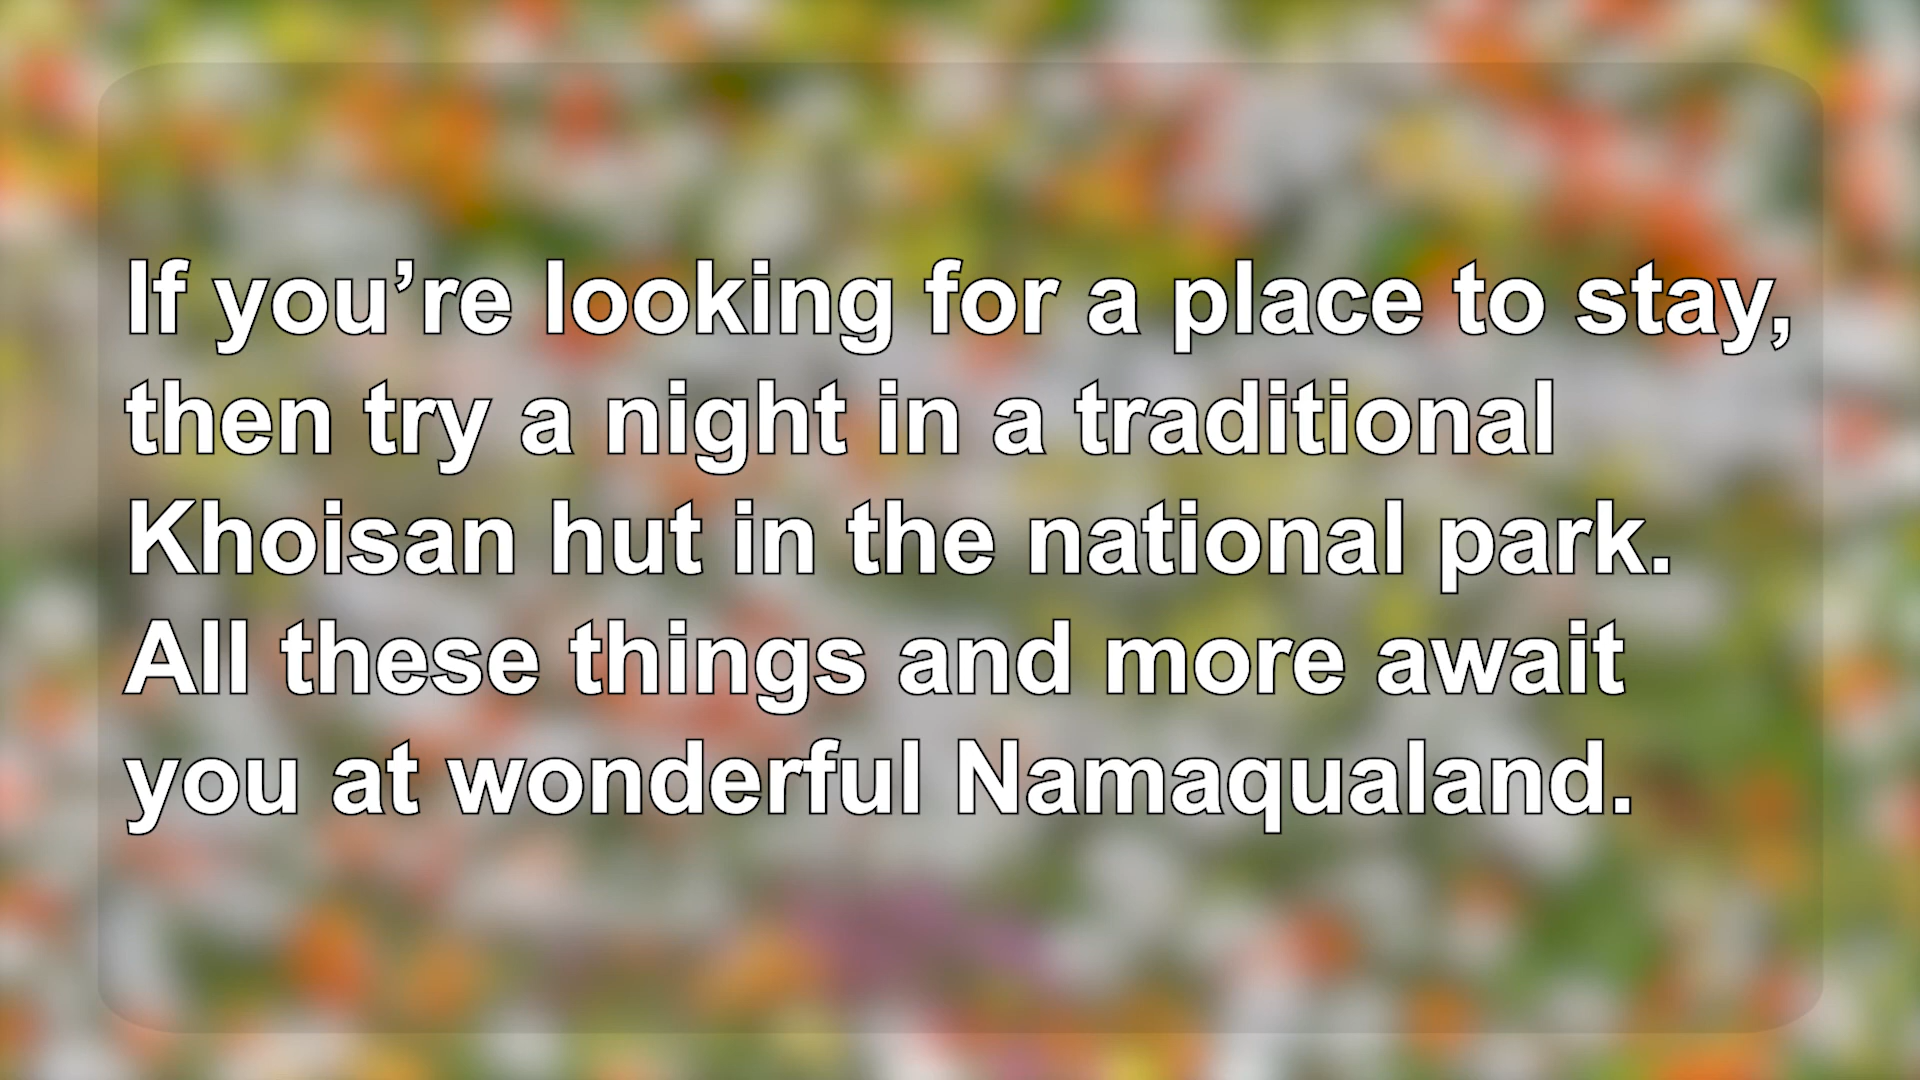 If you’re looking for a place to stay,
then try a night in a traditional
Khoisan hut in the national park.
All these things and more await
you at wonderful Namaqualand.